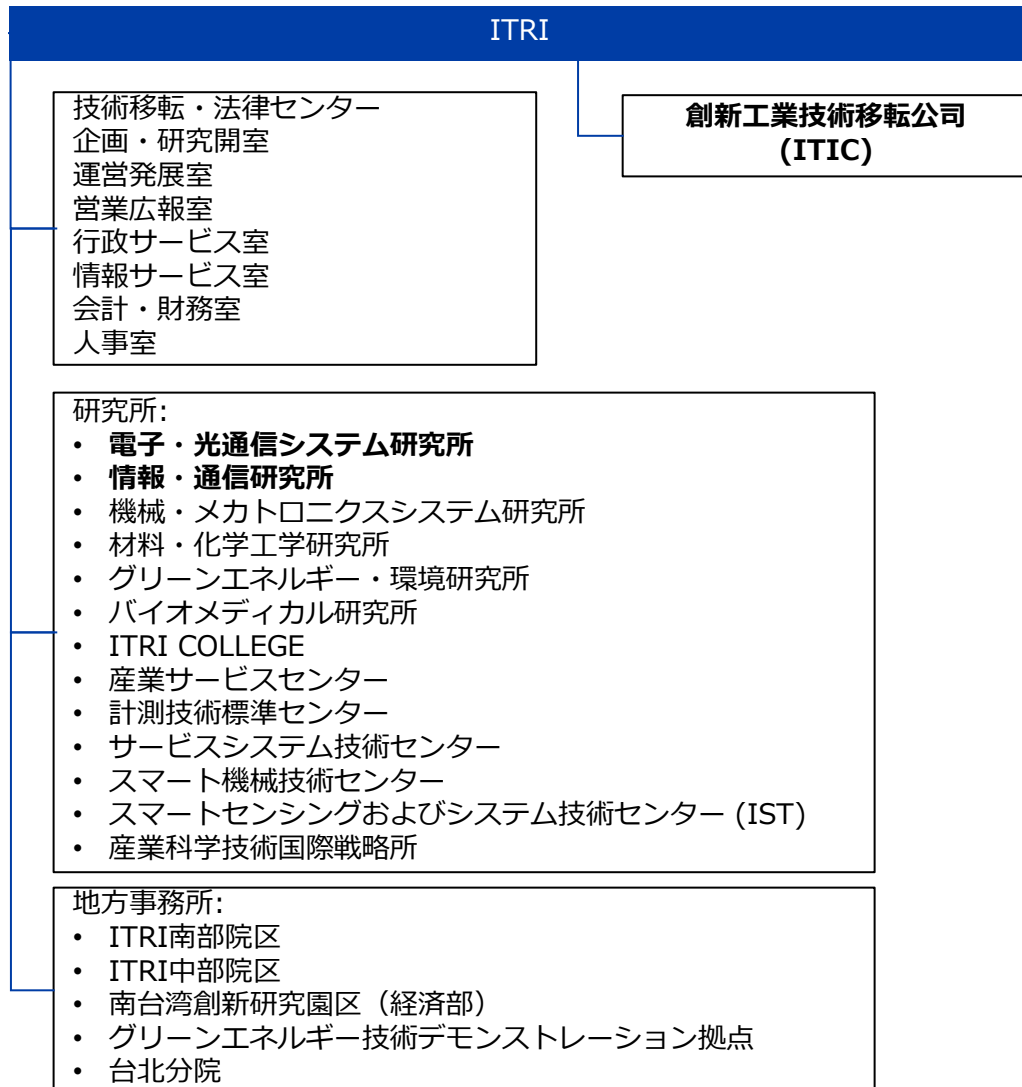 ITRI
技術移転・法律センター
企画・研究開室
運営発展室
営業広報室
行政サービス室
情報サービス室
会計・財務室
人事室
創新工業技術移転公司
(ITIC)
研究所:
• 電子・光通信システム研究所
• 情報・通信研究所
• 機械・メカトロニクスシステム研究所
• 材料・化学工学研究所
• グリーンエネルギー・環境研究所
• バイオメディカル研究所
• ITRI COLLEGE
• 産業サービスセンター
• 計測技術標準センター
• サービスシステム技術センター
• スマート機械技術センター
• スマートセンシングおよびシステム技術センター (IST)
• 産業科学技術国際戦略所
地方事務所:
• ITRI南部院区
• ITRI中部院区
• 南台湾創新研究園区（経済部）
• グリーンエネルギー技術デモンストレーション拠点
• 台北分院